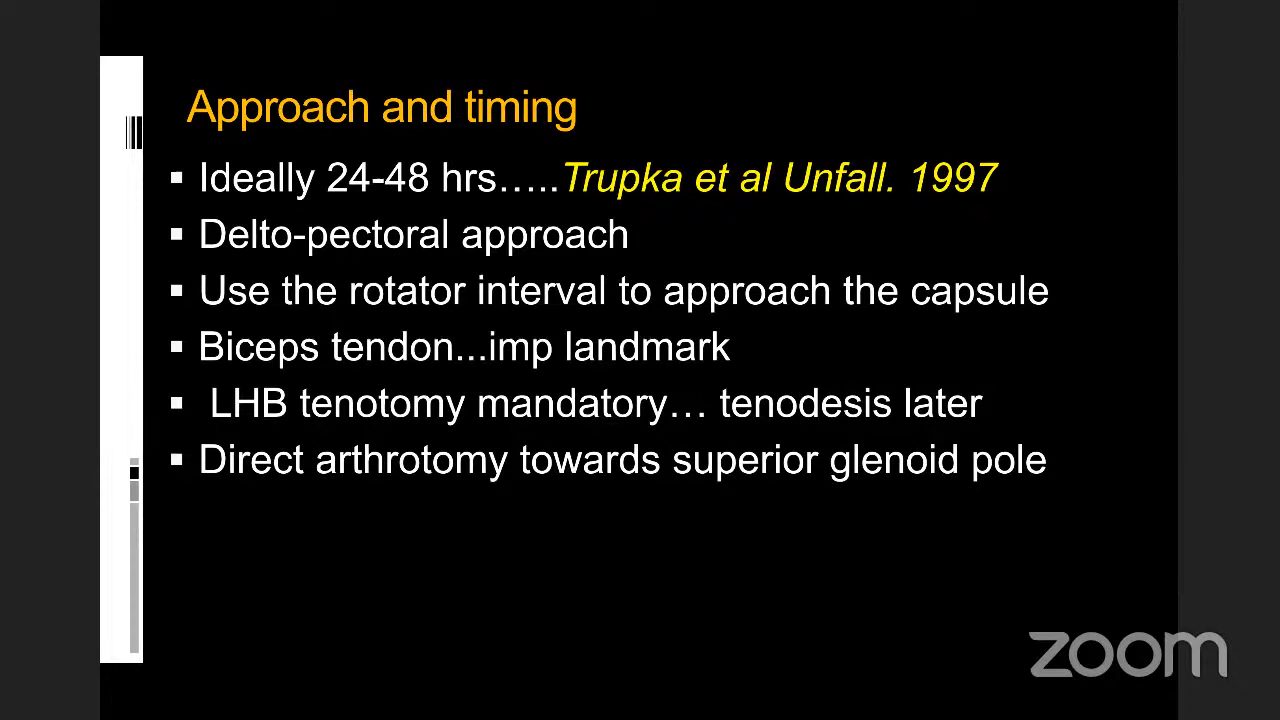 Approach and timing
▪ Ideally 24-48 hrs…..Trupka et al Unfall. 1997
▪ Delto-pectoral approach
▪ Use the rotator interval to approach the capsule
▪ Biceps tendon...imp landmark
▪ LHB tenotomy mandatory… tenodesis later
▪ Direct arthrotomy towards superior glenoid pole
zoom